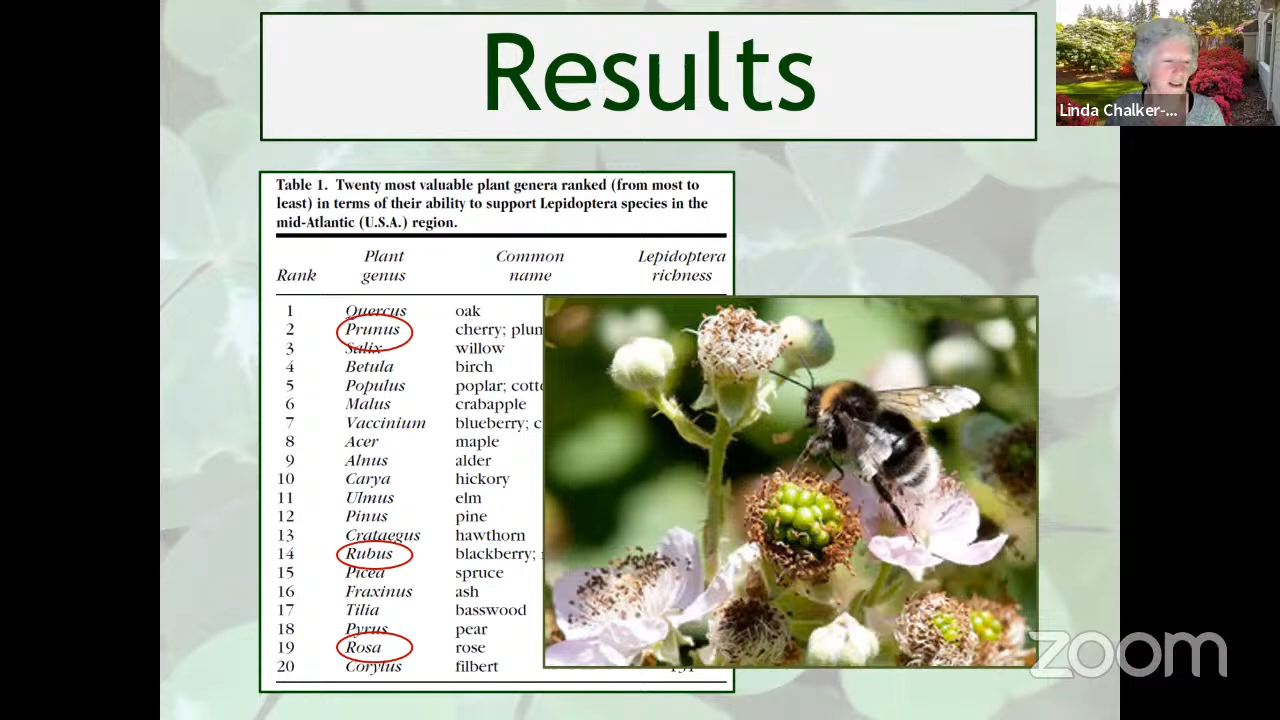 Results
Linda Chalker-...
Table 1. Twenty most valuable plant genera ranked (from most to
least) in terms of their ability to support Lepidoptera species in the
mid-Atlantic (U.S.A.) region.
Plant Common Lepidoptera
Rank genus name richness
1 Quercus oak
2 Prunus cherry; plum
3 Salix willow
4 Betula birch
5 Populus poplar; cotto
6 Malus crabapple
7 Vaccinium blueberry; c
8 Acer maple
9 Alnus alder
10 Carya hickory
11 Ulmus elm
12 Pinus pine
13 Crataegus hawthorn
14 Rubus blackberry;
15 Picea spruce
16 Fraxinus ash
17 Tilia basswood
18 Pyrus pear
19 Rosa rose
20 Corylus filbert
zoom